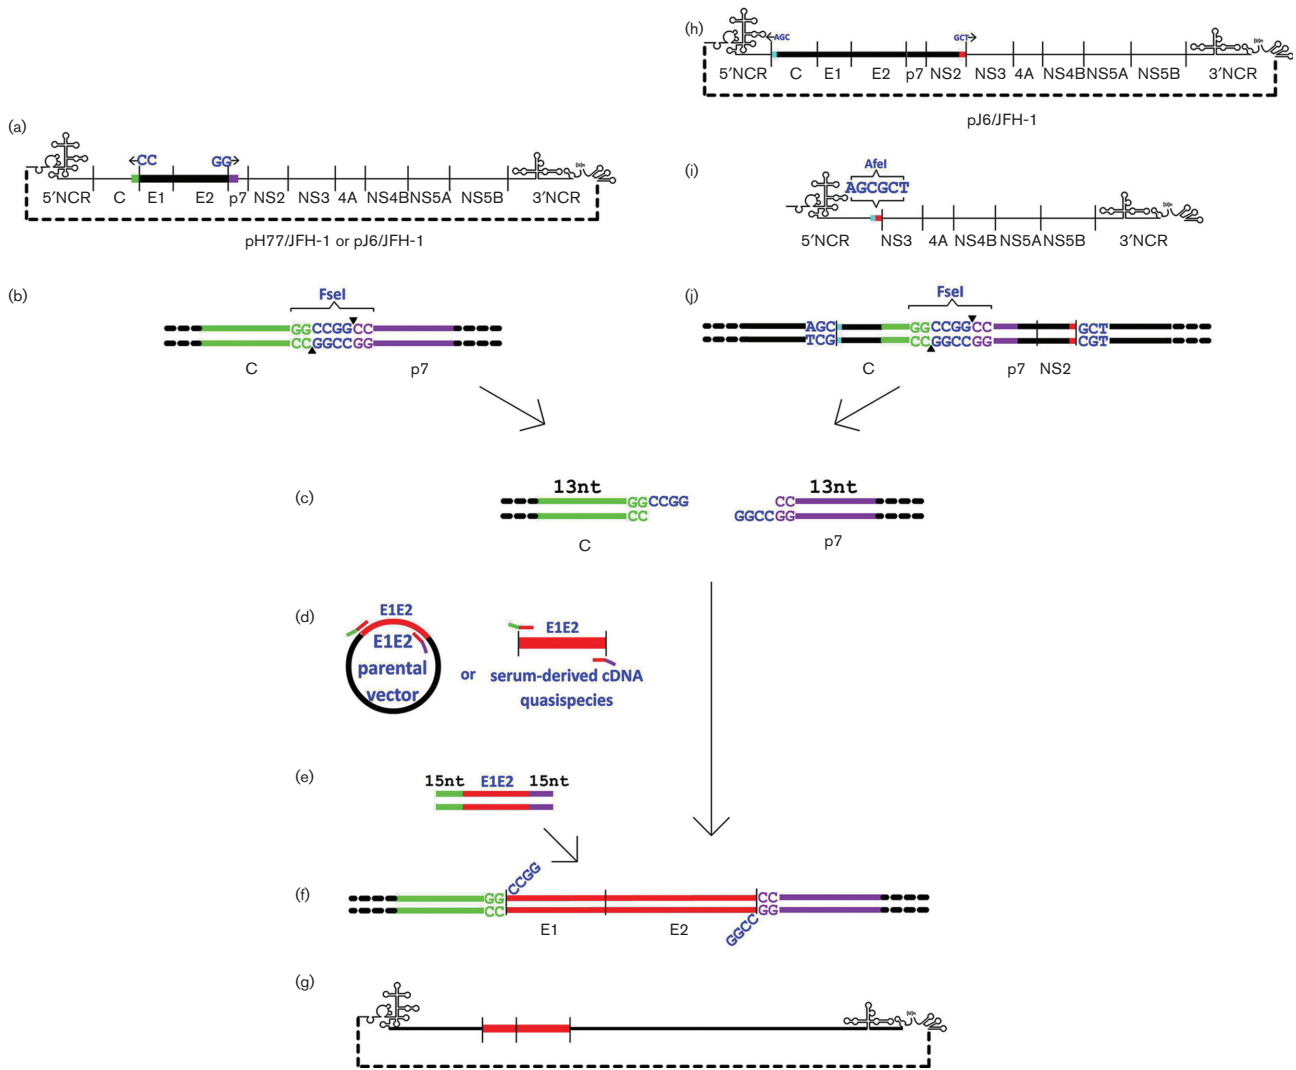 (a)
CC GG
5′NCR C E1 E2 p7 NS2 NS3 4A NS4B NS5A NS5B 3′NCR
pH77/JFH-1 or pJ6/JFH-1
(b)
FseI
GGCCGGCC
CCGGCCGG
C p7
(h)
AGC GCT
5′NCR C E1 E2 p7 NS2 NS3 4A NS4B NS5A NS5B 3′NCR
pJ6/JFH-1
(i)
AfeI
AGCGCT
5′NCR NS3 4A NS4B NS5A NS5B 3′NCR
(j)
FseI
AGC GGCCGGCC GCT
TCG CCGGCCGG CGT
C p7 NS2
(c)
13nt 13nt
GGCCGG CC
CC GGCCGG
C p7
(d)
E1E2
E1E2
parental
vector
or
E1E2
serum-derived cDNA
quasispecies
(e)
15nt E1E2 15nt
(f)
CCGG
GG CC
CC GG
GGCC
E1 E2
(g)